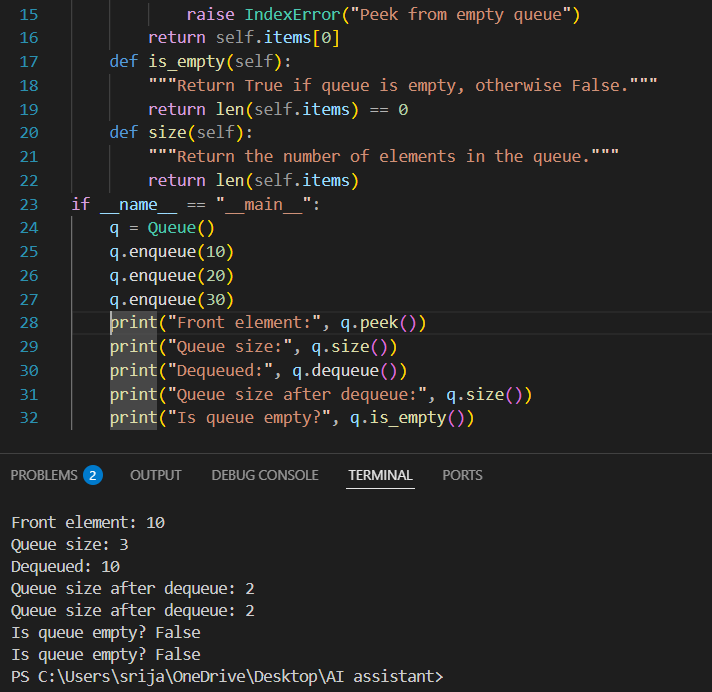 15 raise IndexError("Peek from empty queue")
16 return self.items[0]
17 def is_empty(self):
18 """Return True if queue is empty, otherwise False."""
19 return len(self.items) == 0
20 def size(self):
21 """Return the number of elements in the queue."""
22 return len(self.items)
23 if __name__ == "__main__":
24 q = Queue()
25 q.enqueue(10)
26 q.enqueue(20)
27 q.enqueue(30)
28 print("Front element:", q.peek())
29 print("Queue size:", q.size())
30 print("Dequeued:", q.dequeue())
31 print("Queue size after dequeue:", q.size())
32 print("Is queue empty?", q.is_empty())
PROBLEMS 2 OUTPUT DEBUG CONSOLE TERMINAL PORTS
Front element: 10
Queue size: 3
Dequeued: 10
Queue size after dequeue: 2
Queue size after dequeue: 2
Is queue empty? False
Is queue empty? False
PS C:\Users\srija\OneDrive\Desktop\AI assistant>